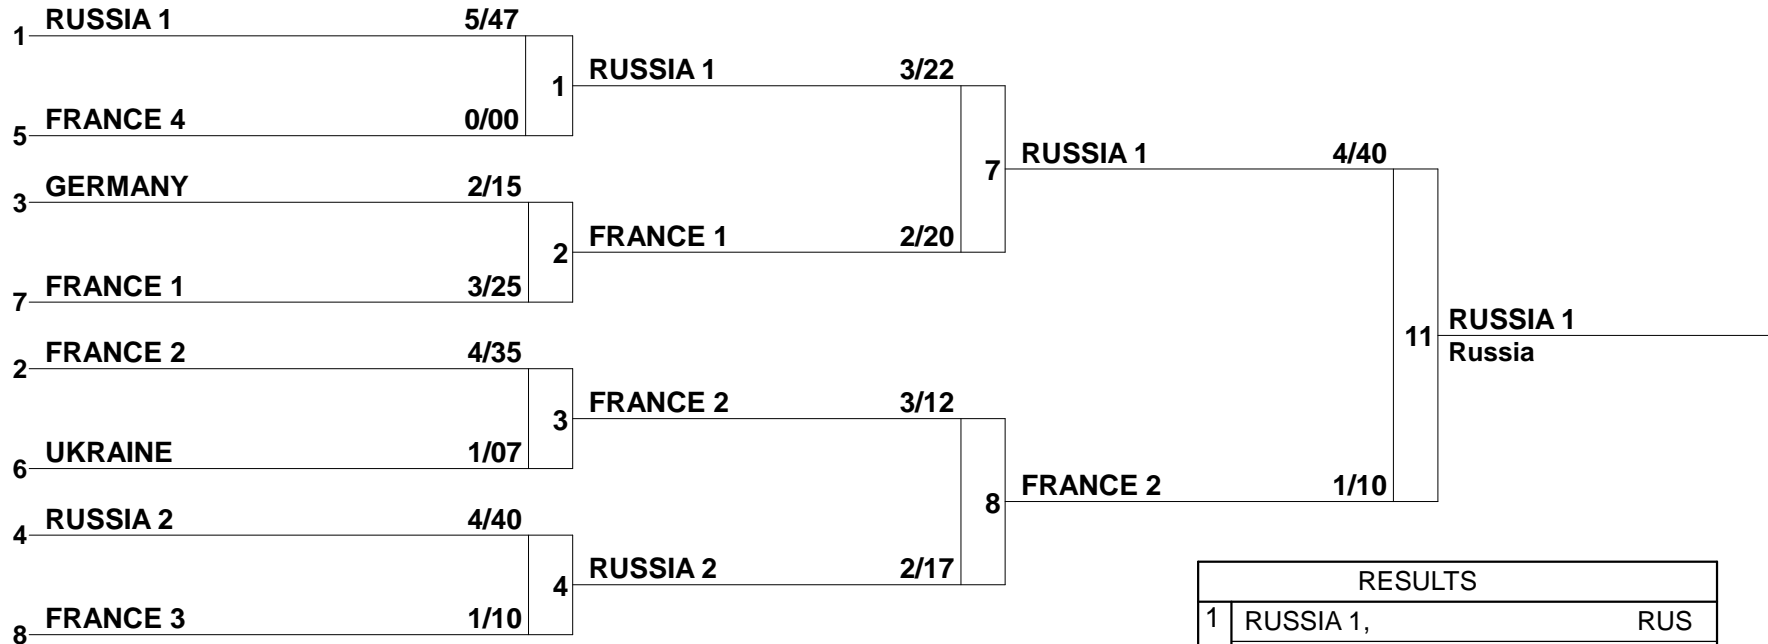 RUSSIA 1 5/47
1
RUSSIA 1 3/22
1
FRANCE 4 0/00
5
RUSSIA 1 4/40
7
GERMANY 2/15
3
FRANCE 1 2/20
2
FRANCE 1 3/25
7
RUSSIA 1
11
Russia
FRANCE 2 4/35
2
FRANCE 2 3/12
3
UKRAINE 1/07
6
FRANCE 2 1/10
8
RUSSIA 2 4/40
4
RUSSIA 2 2/17
4
FRANCE 3 1/10
8
RESULTS
1 RUSSIA 1, RUS